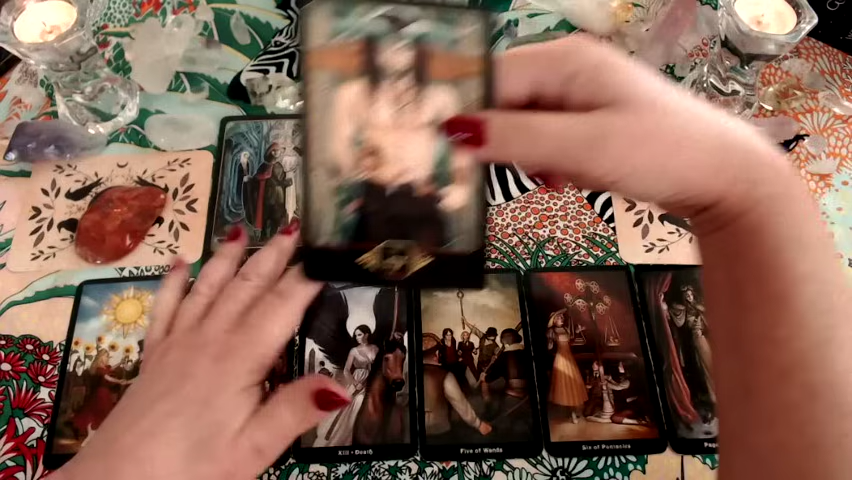 XIII • Death
Five of Wands
Six of Pentacles